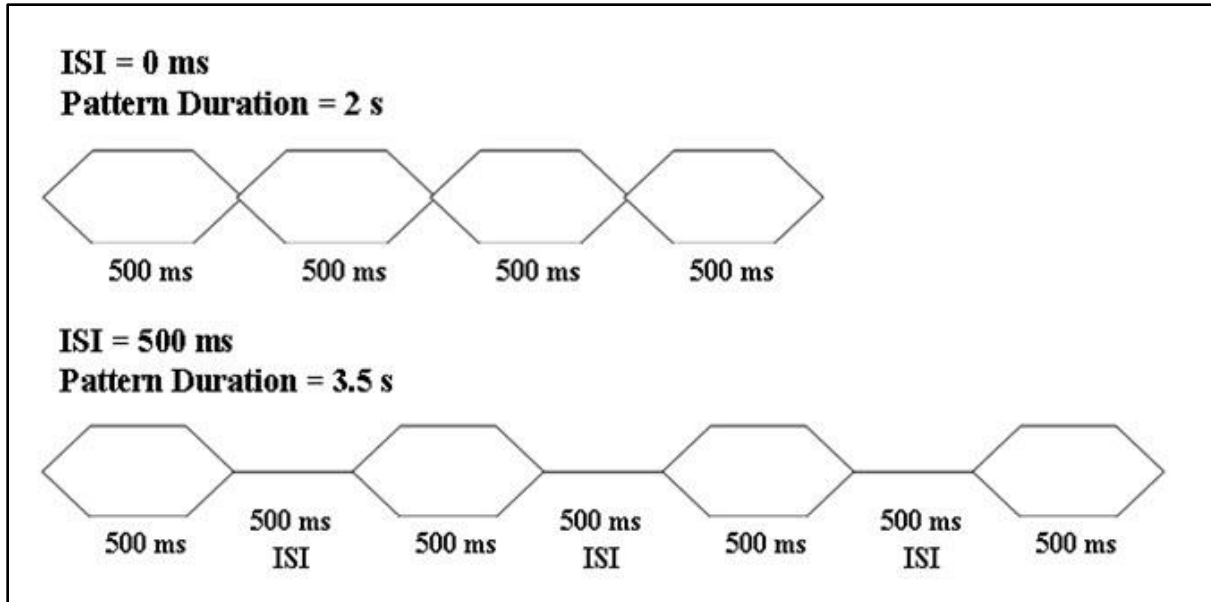 ISI = 0 ms
Pattern Duration = 2 s
500 ms 500 ms 500 ms 500 ms
ISI = 500 ms
Pattern Duration = 3.5 s
500 ms 500 ms 500 ms
500 ms 500 ms 500 ms 500 ms
ISI ISI ISI